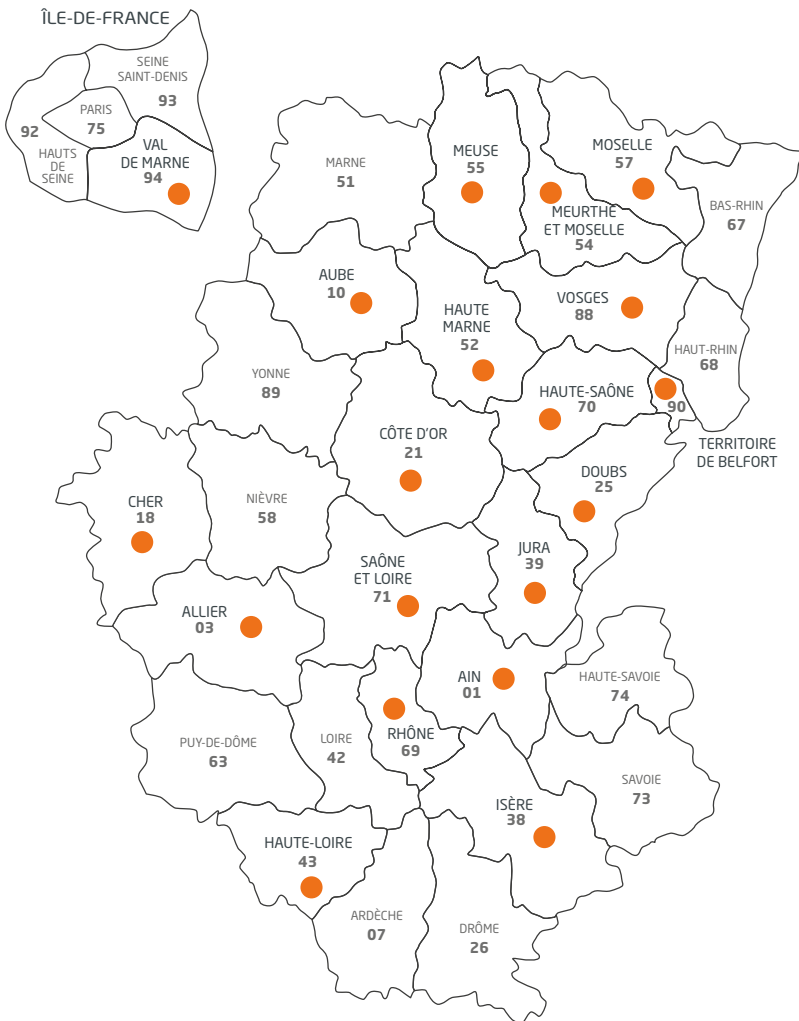 ÎLE-DE-FRANCE
SEINE
SAINT-DENIS
93
PARIS
75
92
HAUTS
DE
SEINE
VAL
DE MARNE
94
MARNE
51
MEUSE
55
MOSELLE
57
MEURTHE
ET MOSELLE
54
BAS-RHIN
67
AUBE
10
HAUTE
MARNE
52
VOSGES
88
HAUT-RHIN
68
YONNE
89
HAUTE-SAÔNE
70
90
TERRITOIRE
DE BELFORT
CÔTE D'OR
21
DOUBS
25
CHER
18
NIÈVRE
58
JURA
39
SAÔNE
ET LOIRE
71
ALLIER
03
AIN
01
HAUTE-SAVOIE
74
PUY-DE-DÔME
63
LOIRE
42
RHÔNE
69
SAVOIE
73
ISÈRE
38
HAUTE-LOIRE
43
ARDÈCHE
07
DRÔME
26